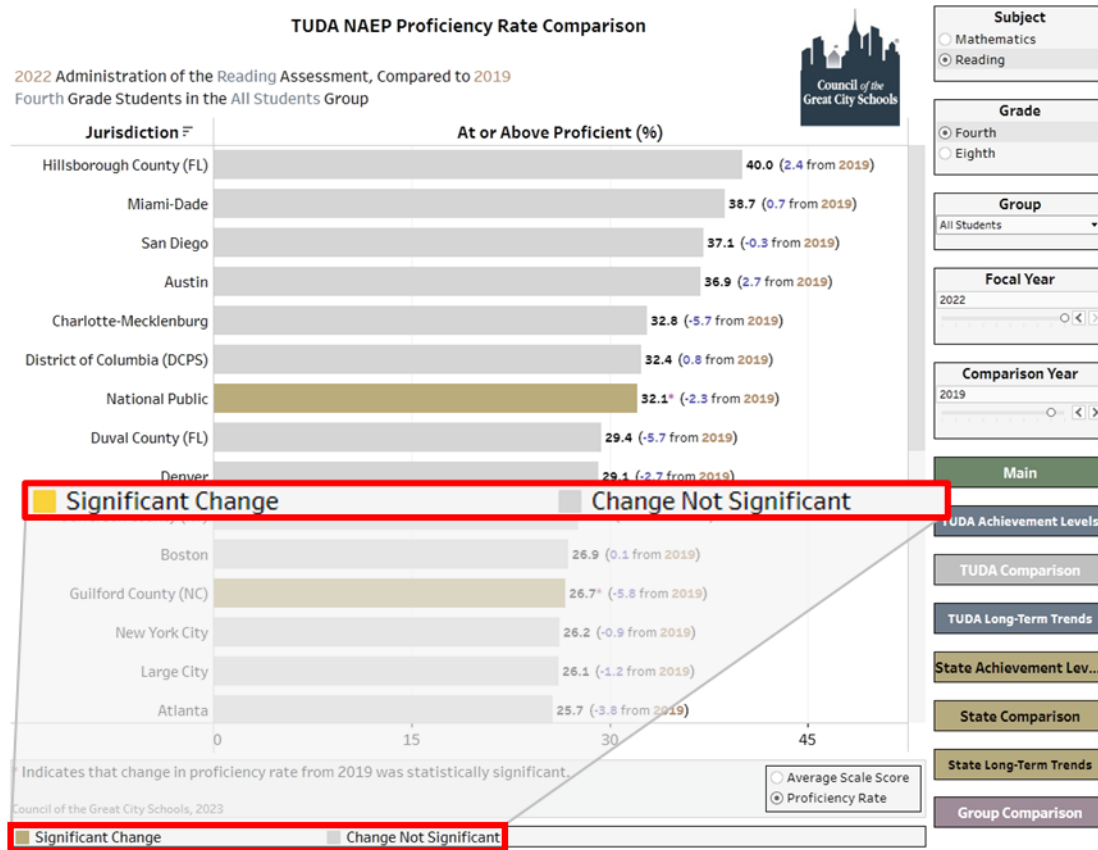 TUDA NAEP Proficiency Rate Comparison
Council of the
Great City Schools
2022 Administration of the Reading Assessment, Compared to 2019
Fourth Grade Students in the All Students Group
Jurisdiction At or Above Proficient (%)
Hillsborough County (FL) 40.0 (2.4 from 2019)
Miami-Dade 38.7 (0.7 from 2019)
San Diego 37.1 (-0.3 from 2019)
Austin 36.9 (2.7 from 2019)
Charlotte-Mecklenburg 32.8 (-5.7 from 2019)
District of Columbia (DCPS) 32.4 (0.8 from 2019)
National Public 32.1* (-2.3 from 2019)
Duval County (FL) 29.4 (-5.7 from 2019)
Denver 29.1 (-2.7 from 2019)
Significant Change Change Not Significant
Boston 26.9 (0.1 from 2019)
Guilford County (NC) 26.7* (-5.8 from 2019)
New York City 26.2 (-0.9 from 2019)
Large City 26.1 (-1.2 from 2019)
Atlanta 25.7 (-3.8 from 2019)
0 15 30 45
* Indicates that change in proficiency rate from 2019 was statistically significant.
Council of the Great City Schools, 2023
Average Scale Score
Proficiency Rate
Significant Change Change Not Significant
Subject
Mathematics
Reading
Grade
Fourth
Eighth
Group
All Students
Focal Year
2022
Comparison Year
2019
Main
TUDA Achievement Levels
TUDA Comparison
TUDA Long-Term Trends
State Achievement Lev...
State Comparison
State Long-Term Trends
Group Comparison